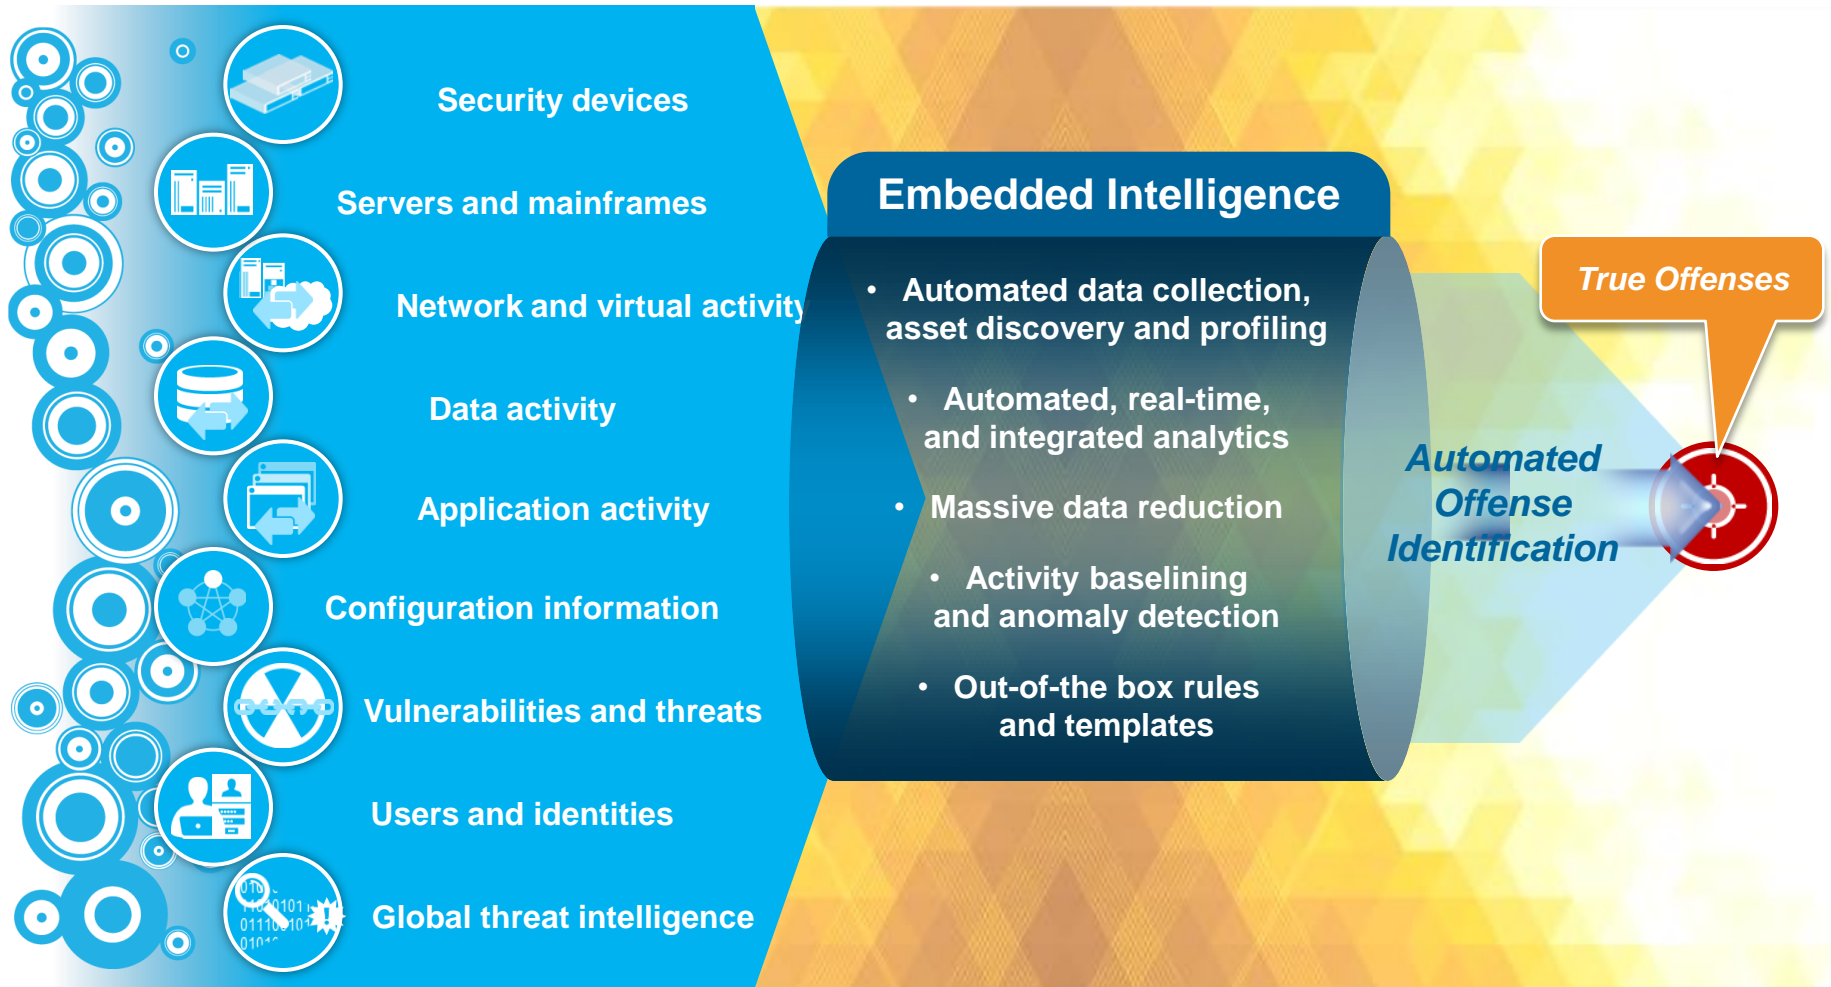 Security devices
Servers and mainframes
Network and virtual activity
Data activity
Application activity
Configuration information
Vulnerabilities and threats
Users and identities
Global threat intelligence
Embedded Intelligence
• Automated data collection,
asset discovery and profiling
• Automated, real-time,
and integrated analytics
• Massive data reduction
• Activity baselining
and anomaly detection
• Out-of-the box rules
and templates
Automated
Offense
Identification
True Offenses